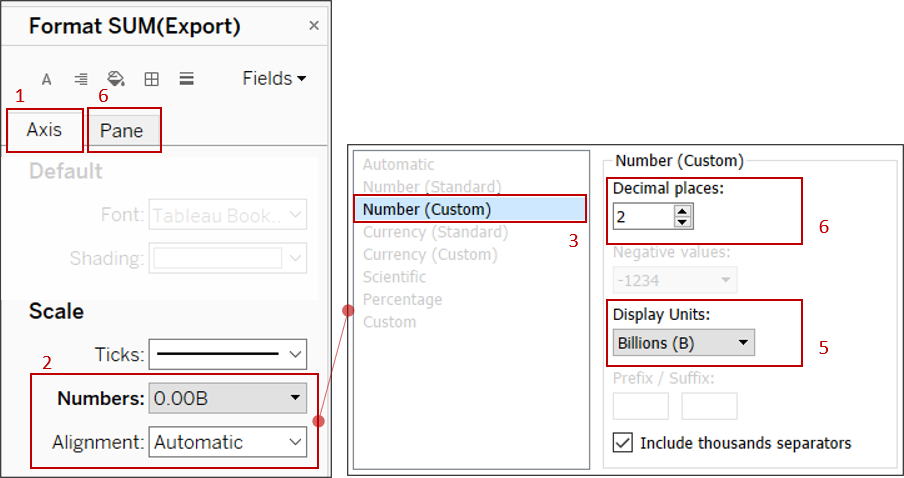 Format SUM(Export) ×
A Fields
1 6
Axis Pane
Default
Font: Tableau Book..
Shading:
Scale
Ticks:
2
Numbers: 0.00B
Alignment: Automatic
Automatic
Number (Standard)
Number (Custom)
Currency (Standard)
3
Currency (Custom)
Scientific
Percentage
Custom
Number (Custom)
Decimal places:
2
6
Negative values:
-1234
Display Units:
Billions (B)
5
Prefix / Suffix:
Include thousands separators